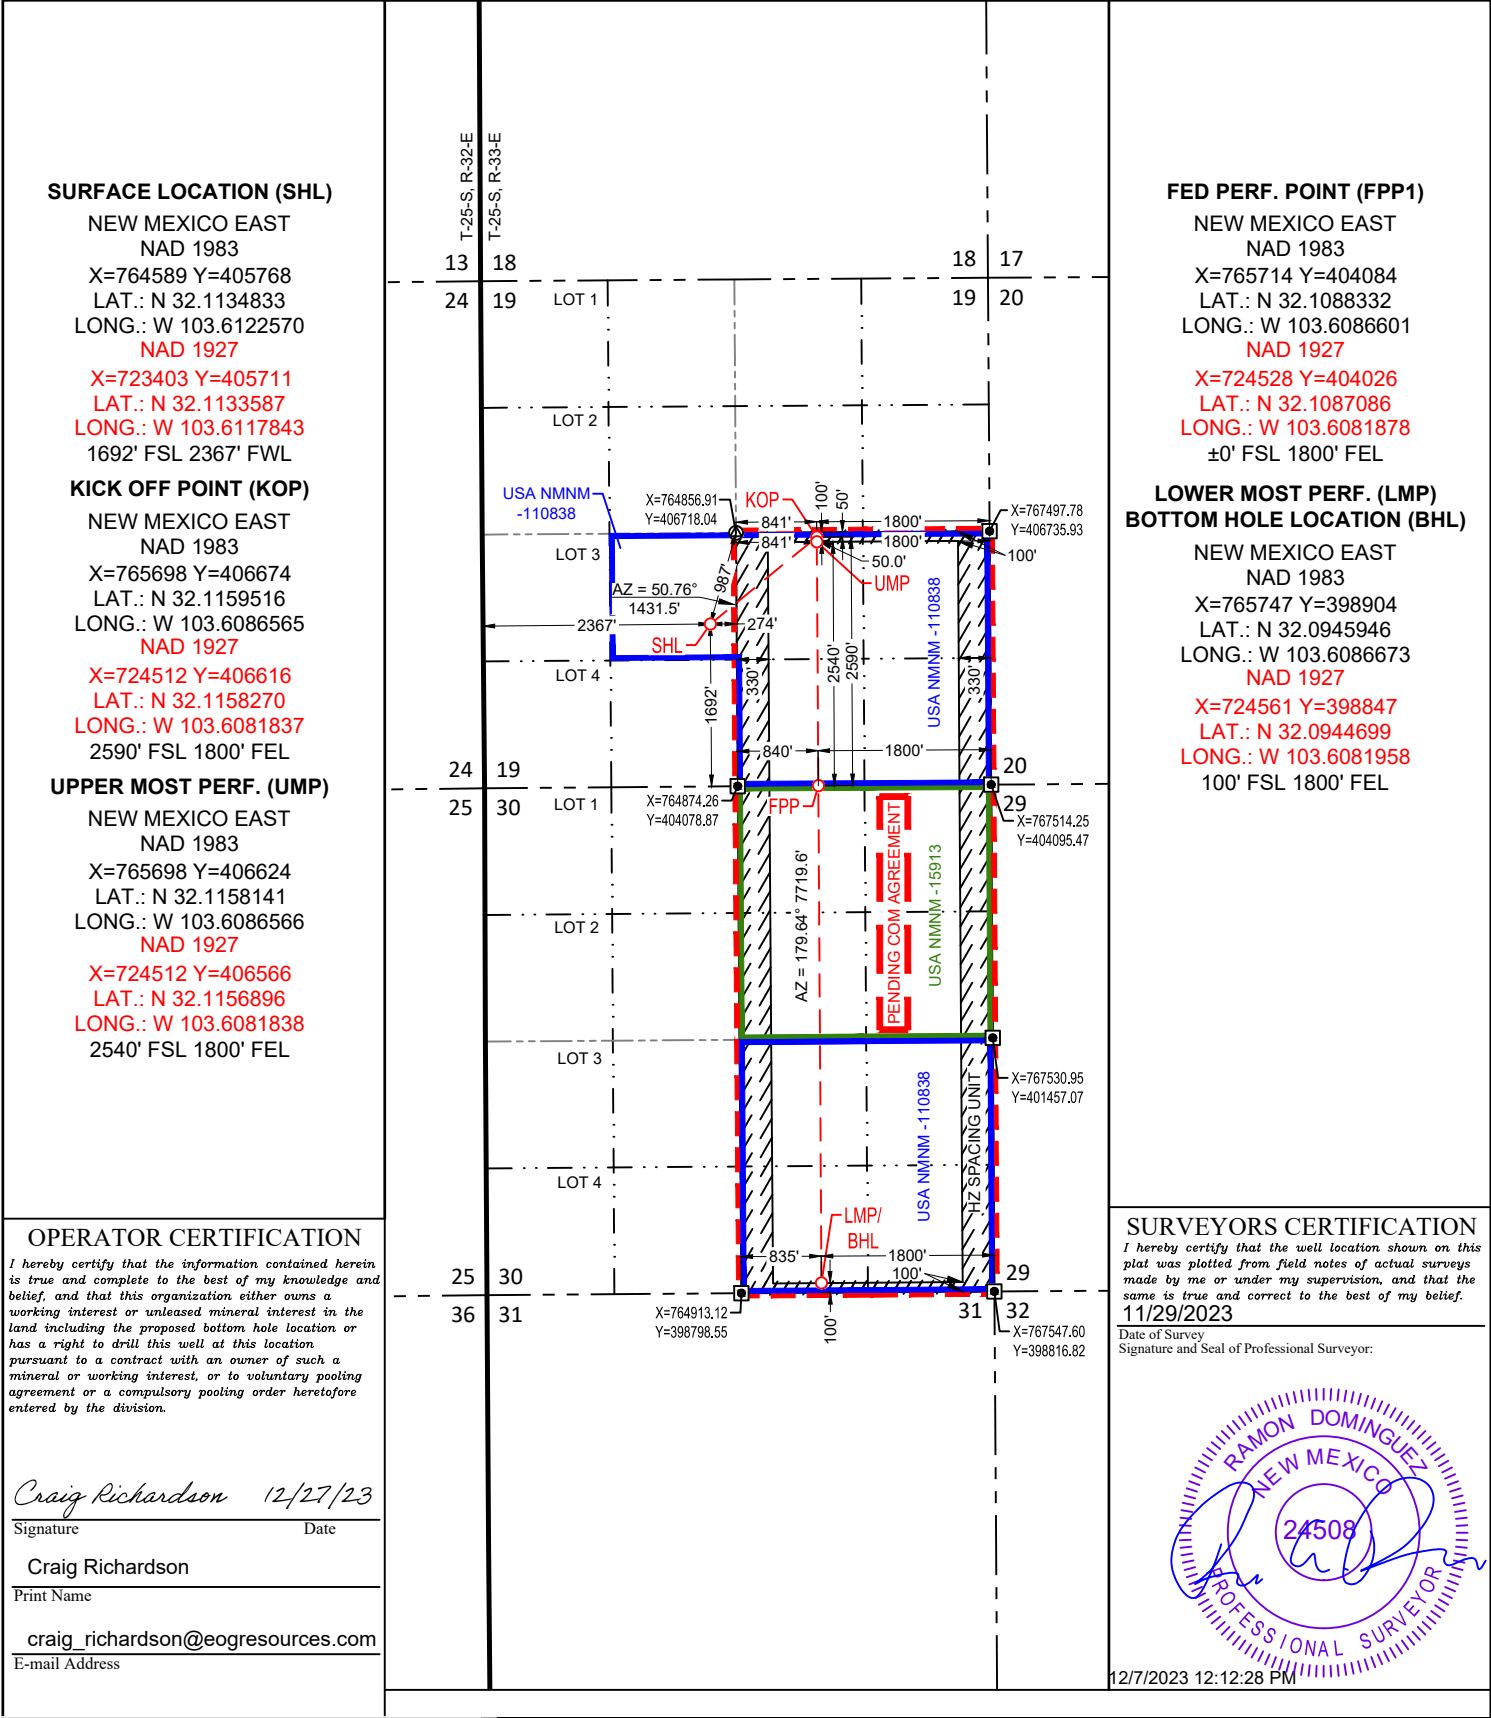 SURFACE LOCATION (SHL)
NEW MEXICO EAST
NAD 1983
X=764589 Y=405768
LAT.: N 32.1134833
LONG.: W 103.6122570
NAD 1927
X=723403 Y=405711
LAT.: N 32.1133587
LONG.: W 103.6117843
1692' FSL 2367' FWL
KICK OFF POINT (KOP)
NEW MEXICO EAST
NAD 1983
X=765698 Y=406674
LAT.: N 32.1159516
LONG.: W 103.6086565
NAD 1927
X=724512 Y=406616
LAT.: N 32.1158270
LONG.: W 103.6081837
2590' FSL 1800' FEL
UPPER MOST PERF. (UMP)
NEW MEXICO EAST
NAD 1983
X=765698 Y=406624
LAT.: N 32.1158141
LONG.: W 103.6086566
NAD 1927
X=724512 Y=406566
LAT.: N 32.1156896
LONG.: W 103.6081838
2540' FSL 1800' FEL
OPERATOR CERTIFICATION
I hereby certify that the information contained herein
is true and complete to the best of my knowledge and
belief, and that this organization either owns a
working interest or unleased mineral interest in the
land including the proposed bottom hole location or
has a right to drill this well at this location
pursuant to a contract with an owner of such a
mineral or working interest, or to voluntary pooling
agreement or a compulsory pooling order heretofore
entered by the division.
Craig Richardson 12/27/23
Signature Date
Craig Richardson
Print Name
craig_richardson@eogresources.com
E-mail Address
T-25-S, R-32-E
T-25-S, R-33-E
13 18
24 19
18 17
19 20
LOT 1
LOT 2
USA NMNM
-110838
X=764856.91
Y=406718.04
KOP
100'
50'
841'
1800'
X=767497.78
Y=406735.93
LOT 3
841'
1800'
100'
50.0'
UMP
AZ = 50.76°
1431.5'
987'
2367'
274'
SHL
LOT 4
330'
1692'
2540'
2590'
USA NMNM -110838
330'
840'
1800'
24 19
25 30
20
29
LOT 1
X=764874.26
Y=404078.87
FPP
X=767514.25
Y=404095.47
PENDING COM AGREEMENT
USA NMNM -15913
AZ = 179.64° 7719.6'
LOT 2
LOT 3
X=767530.95
Y=401457.07
USA NMNM -110838
HZ SPACING UNIT
LOT 4
LMP/
BHL
835'
1800'
100'
25 30
36 31
29
31 32
X=764913.12
Y=398798.55
100'
X=767547.60
Y=398816.82
FED PERF. POINT (FPP1)
NEW MEXICO EAST
NAD 1983
X=765714 Y=404084
LAT.: N 32.1088332
LONG.: W 103.6086601
NAD 1927
X=724528 Y=404026
LAT.: N 32.1087086
LONG.: W 103.6081878
±0' FSL 1800' FEL
LOWER MOST PERF. (LMP)
BOTTOM HOLE LOCATION (BHL)
NEW MEXICO EAST
NAD 1983
X=765747 Y=398904
LAT.: N 32.0945946
LONG.: W 103.6086673
NAD 1927
X=724561 Y=398847
LAT.: N 32.0944699
LONG.: W 103.6081958
100' FSL 1800' FEL
SURVEYORS CERTIFICATION
I hereby certify that the well location shown on this
plat was plotted from field notes of actual surveys
made by me or under my supervision, and that the
same is true and correct to the best of my belief.
11/29/2023
Date of Survey
Signature and Seal of Professional Surveyor:
RAMON DOMINGUEZ
NEW MEXICO
24508
PROFESSIONAL SURVEYOR
12/7/2023 12:12:28 PM